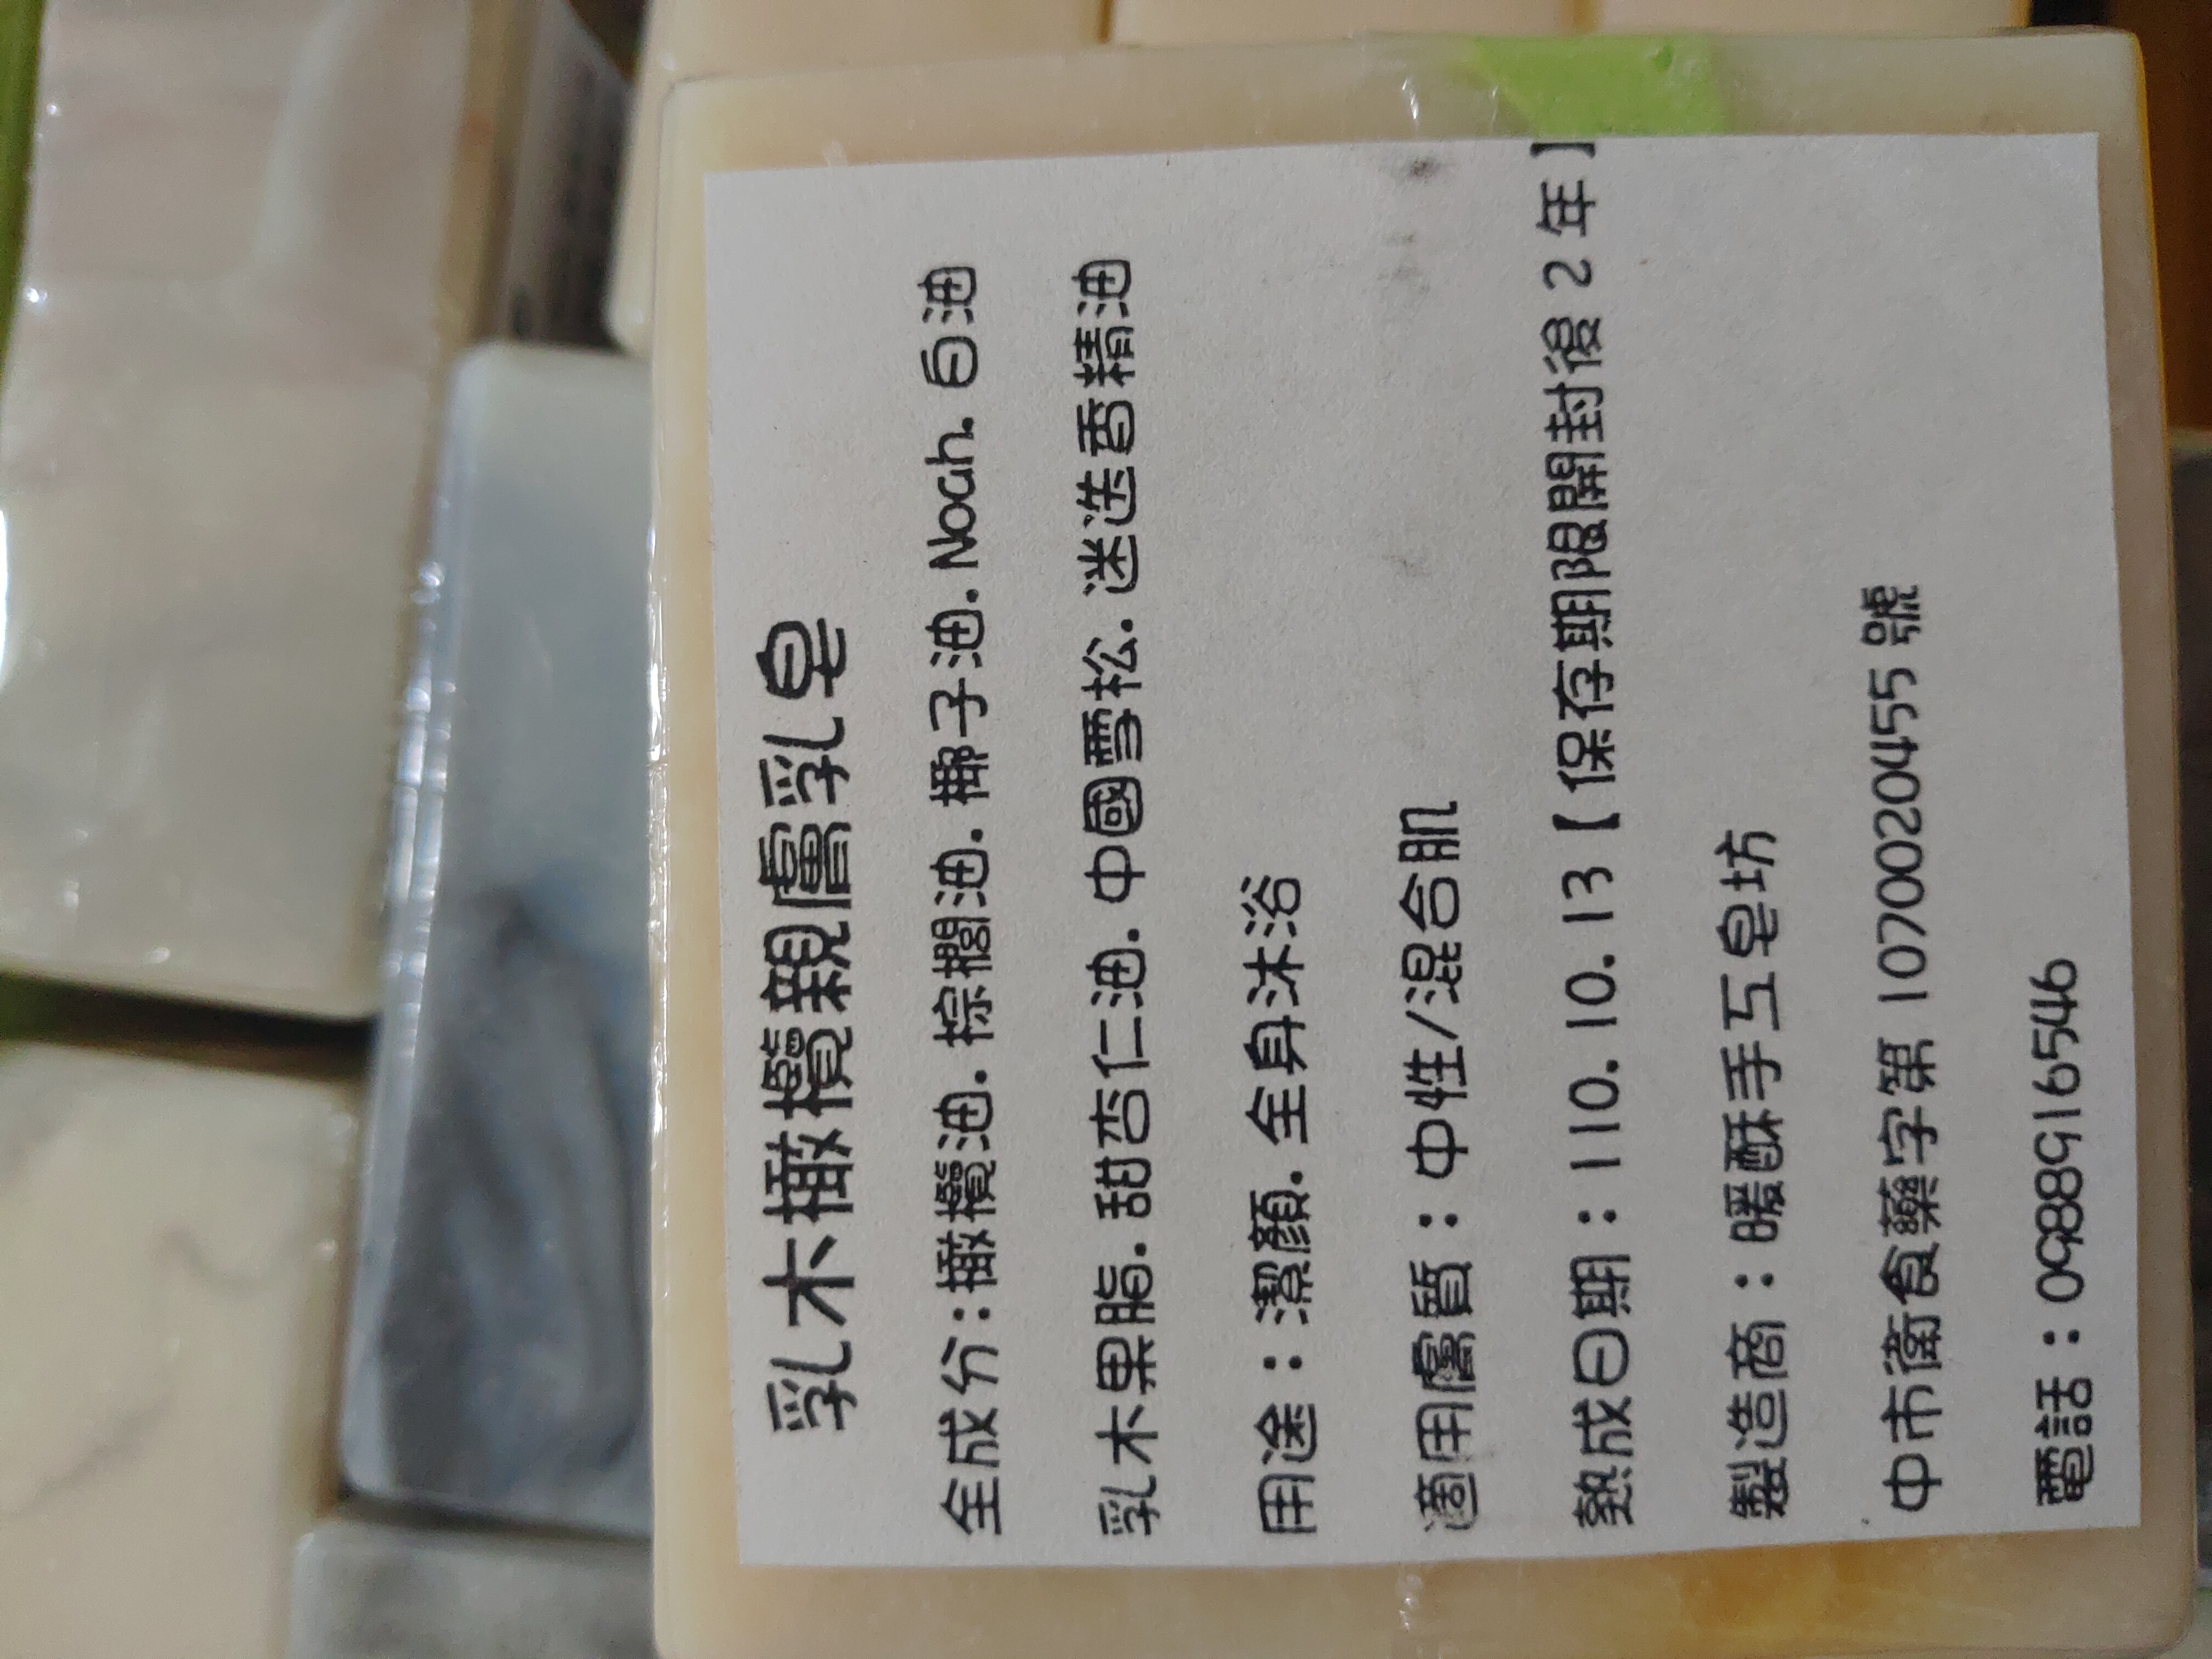 乳木橄欖親膚乳皂
全成分:橄欖油.棕櫚油.椰子油.Noah.白油
乳木果脂.甜杏仁油.中國雪松.迷迭香精油
用途：潔顏.全身沐浴
適用膚質：中性/混合肌
熟成日期：110.10.13【保存期限開封後2年】
製造商：暖酥手工皂坊
中市衛食藥字第 1070020455 號
電話：0988916546